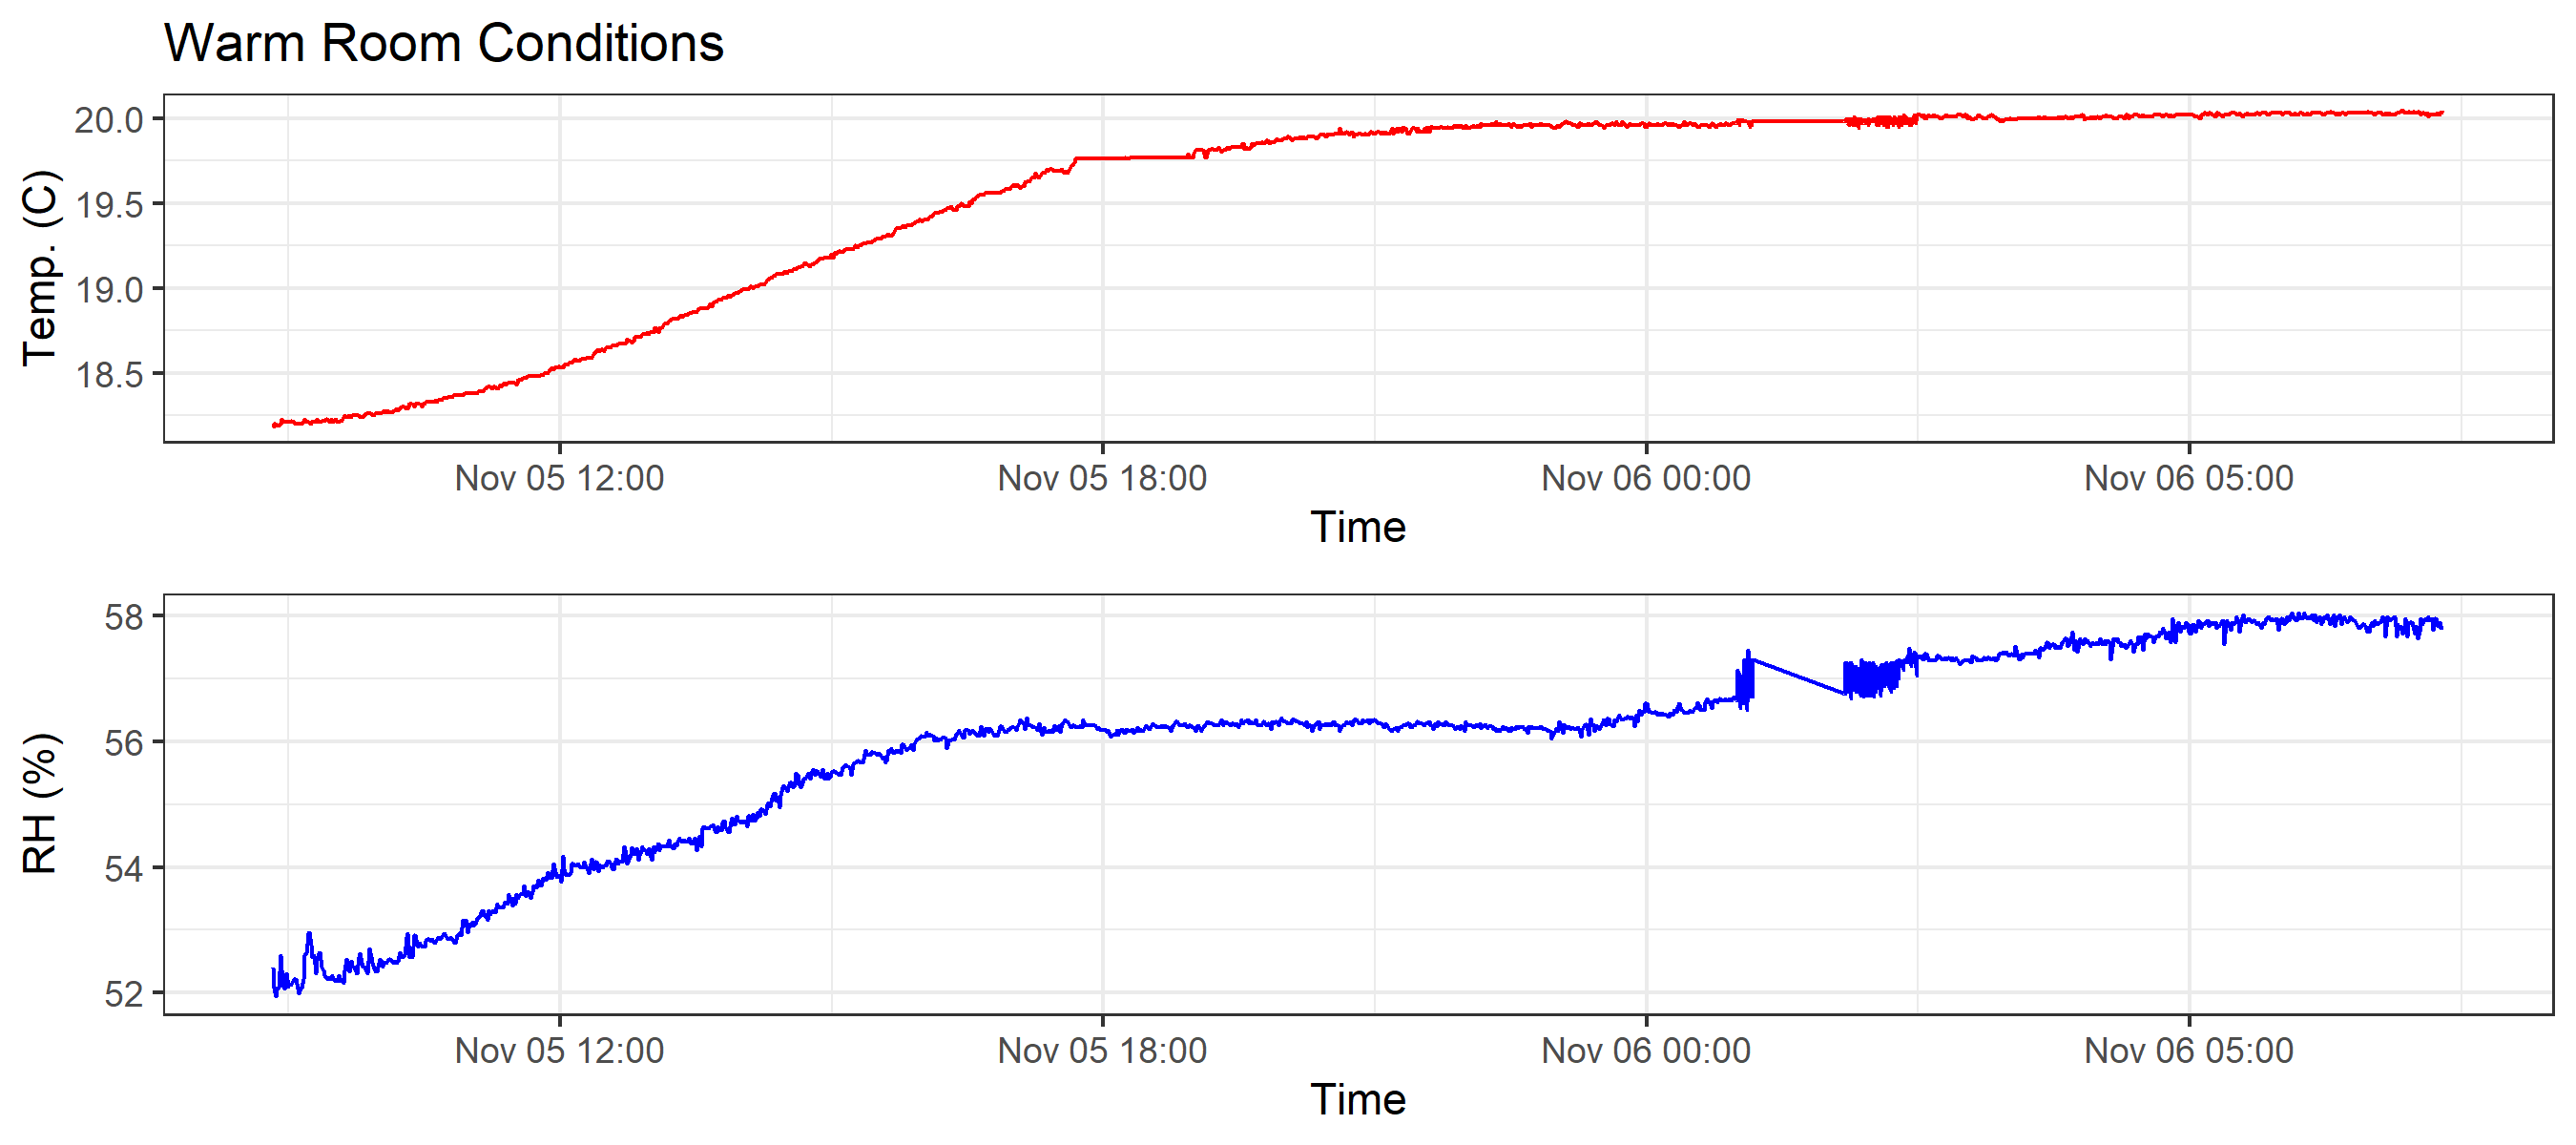 Warm Room Conditions
Temp. (C)
20.0
19.5
19.0
18.5
Nov 05 12:00 Nov 05 18:00 Nov 06 00:00 Nov 06 05:00
Time
RH (%)
58
56
54
52
Nov 05 12:00 Nov 05 18:00 Nov 06 00:00 Nov 06 05:00
Time